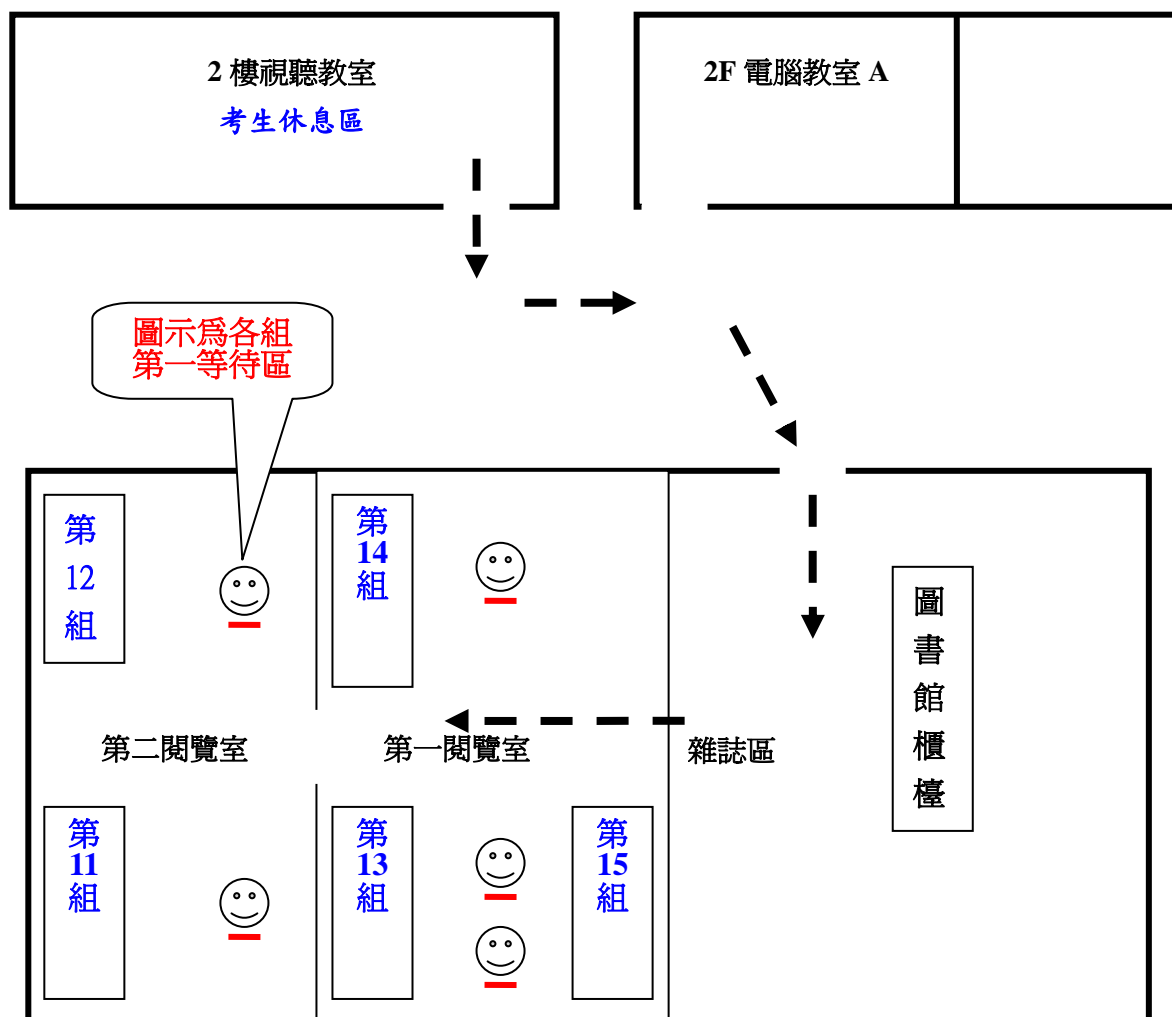 2 樓視聽教室
考生休息區
2F 電腦教室 A
圖示為各組
第一等待區
第
12
組
第
14
組
圖
書
館
櫃
檯
第二閱覽室
第一閱覽室
雜誌區
第
11
組
第
13
組
第
15
組